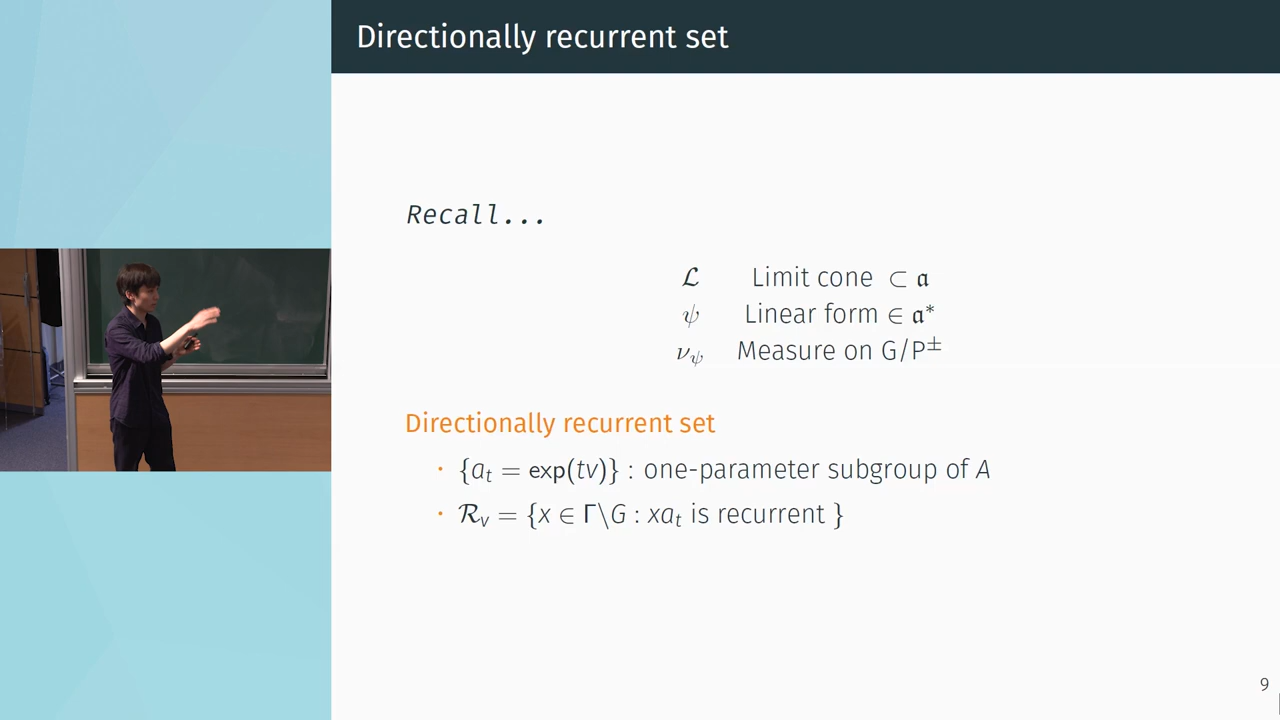 Directionally recurrent set
Recall...
ℒ Limit cone ⊂ 𝔞
ψ Linear form ∈ 𝔞*
ν_ψ Measure on G/P±
Directionally recurrent set
· {a_t = exp(tv)} : one-parameter subgroup of A
· ℛ_v = {x ∈ Γ\G : xa_t is recurrent }
9